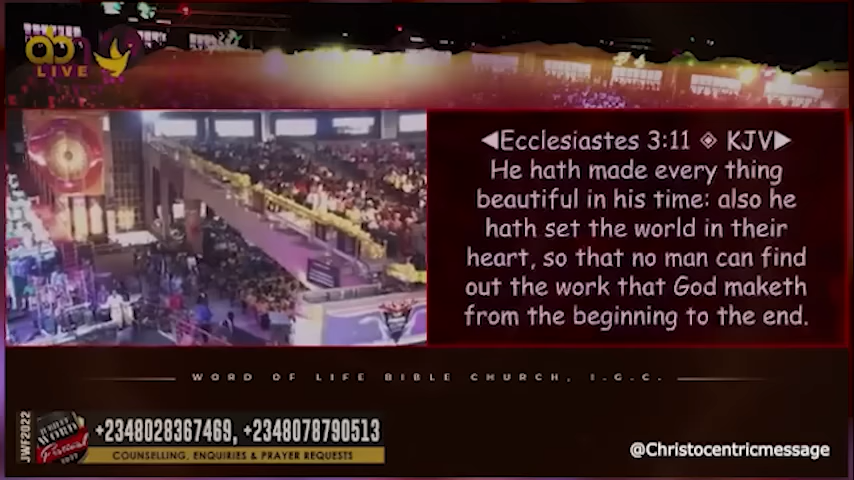 LIVE
◄Ecclesiastes 3:11 ◈ KJV►
He hath made every thing
beautiful in his time: also he
hath set the world in their
heart, so that no man can find
out the work that God maketh
from the beginning to the end.
WORD OF LIFE BIBLE CHURCH, I.G.C.
JWF2022
WORD
Festival
+2348028367469, +2348078790513
COUNSELLING, ENQUIRIES & PRAYER REQUESTS
@Christocentricmessage